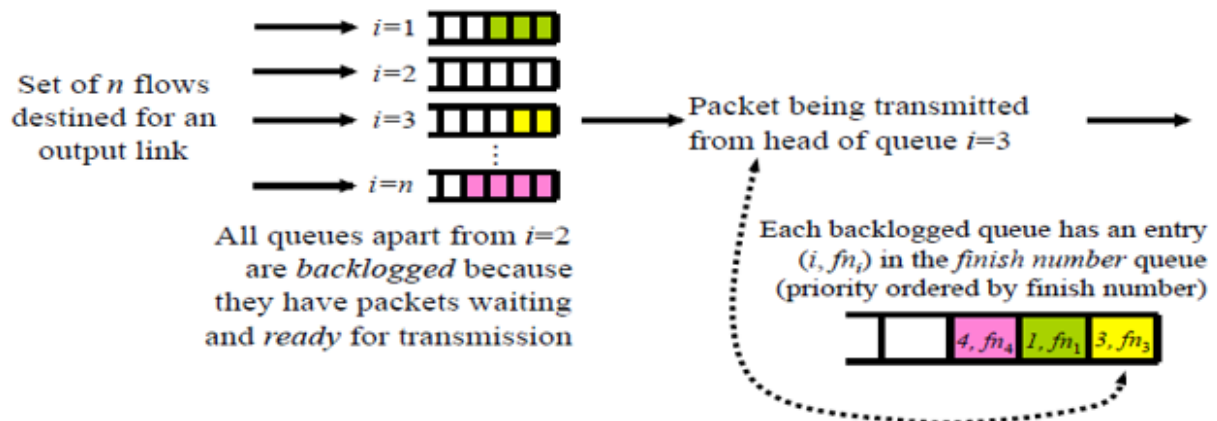 Set of n flows
destined for an
output link
i=1
i=2
i=3
⋮
i=n
All queues apart from i=2
are backlogged because
they have packets waiting
and ready for transmission
Packet being transmitted
from head of queue i=3
Each backlogged queue has an entry
(i, fnᵢ) in the finish number queue
(priority ordered by finish number)
4, fn₄ 1, fn₁ 3, fn₃